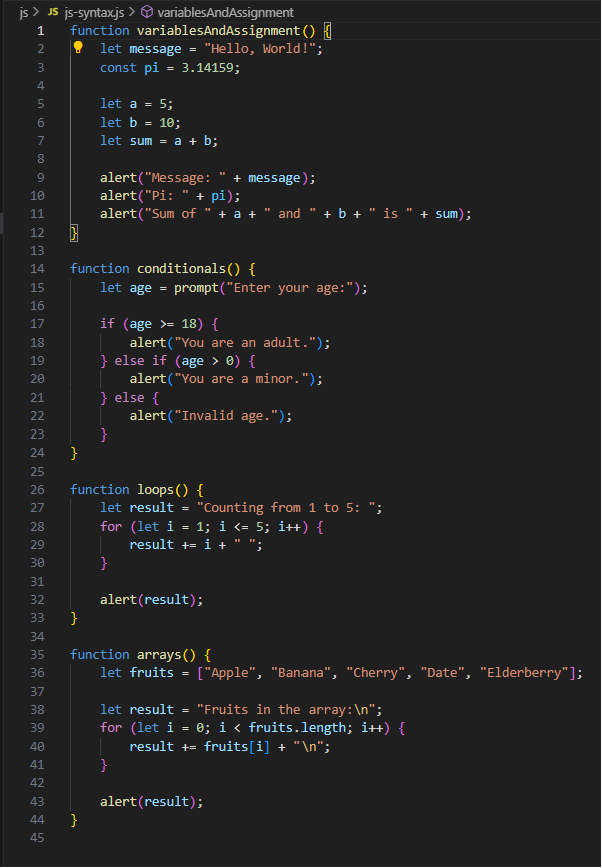 js > JS js-syntax.js > variablesAndAssignment
1 function variablesAndAssignment() {
2     let message = "Hello, World!";
3     const pi = 3.14159;
4
5     let a = 5;
6     let b = 10;
7     let sum = a + b;
8
9     alert("Message: " + message);
10     alert("Pi: " + pi);
11     alert("Sum of " + a + " and " + b + " is " + sum);
12 }
13
14 function conditionals() {
15     let age = prompt("Enter your age:");
16
17     if (age >= 18) {
18         alert("You are an adult.");
19     } else if (age > 0) {
20         alert("You are a minor.");
21     } else {
22         alert("Invalid age.");
23     }
24 }
25
26 function loops() {
27     let result = "Counting from 1 to 5: ";
28     for (let i = 1; i <= 5; i++) {
29         result += i + " ";
30     }
31
32     alert(result);
33 }
34
35 function arrays() {
36     let fruits = ["Apple", "Banana", "Cherry", "Date", "Elderberry"];
37
38     let result = "Fruits in the array:\n";
39     for (let i = 0; i < fruits.length; i++) {
40         result += fruits[i] + "\n";
41     }
42
43     alert(result);
44 }
45